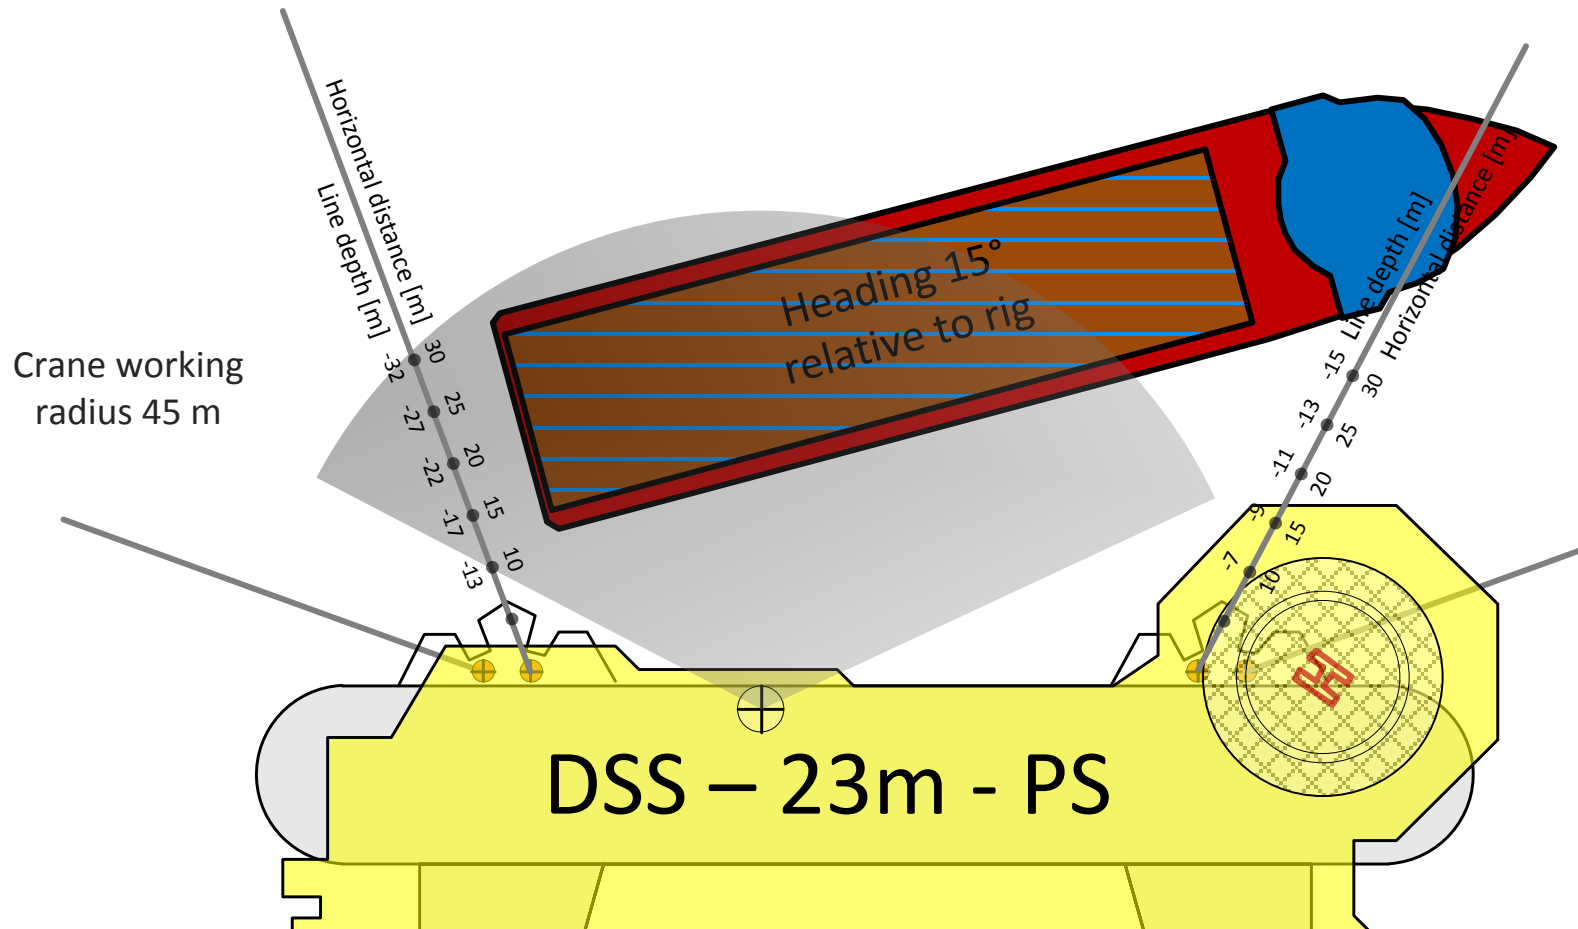 Horizontal distance [m]
Line depth [m]
30
-32
25
-27
20
-22
15
-17
10
-13
Crane working
radius 45 m
Heading 15°
relative to rig
Line depth [m]
Horizontal distance [m]
-15
30
-13
25
-11
20
-9
15
-7
10
H
DSS – 23m - PS